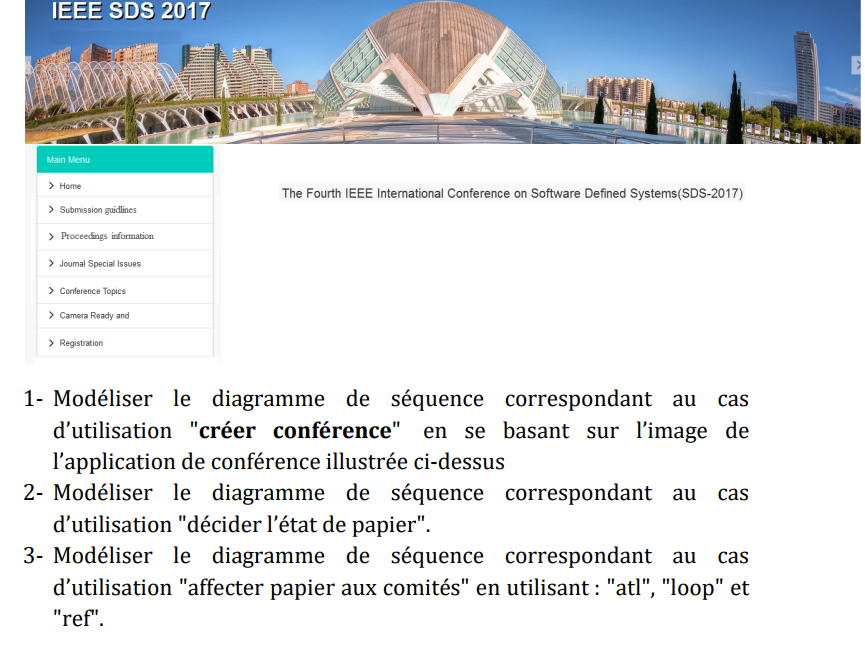 IEEE SDS 2017
Main Menu
Home
Submission guidlines
The Fourth IEEE International Conference on Software Defined Systems(SDS-2017)
Proceedings information
Journal Special Issues
Conference Topics
Camera Ready and
Registration
1- Modéliser le diagramme de séquence correspondant au cas
d’utilisation "créer conférence" en se basant sur l’image de
l’application de conférence illustrée ci-dessus
2- Modéliser le diagramme de séquence correspondant au cas
d’utilisation "décider l’état de papier".
3- Modéliser le diagramme de séquence correspondant au cas
d’utilisation "affecter papier aux comités" en utilisant : "atl", "loop" et
"ref".